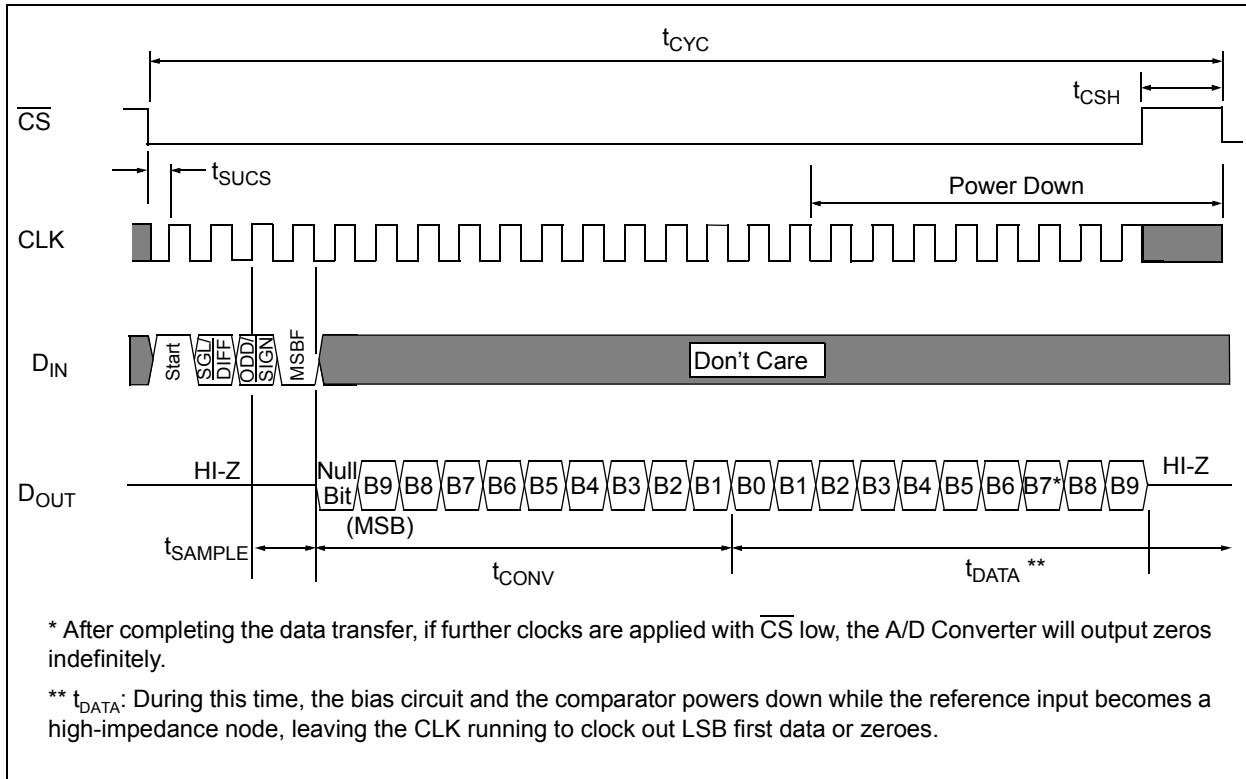 tCYC
tCSH
CS
tSUCS
Power Down
CLK
DIN
Start
SGL/
DIFF
ODD/
SIGN
MSBF
Don't Care
HI-Z
DOUT
Null
Bit
B9 B8 B7 B6 B5 B4 B3 B2 B1 B0 B1 B2 B3 B4 B5 B6 B7* B8 B9
HI-Z
(MSB)
tSAMPLE
tCONV
tDATA **
* After completing the data transfer, if further clocks are applied with CS low, the A/D Converter will output zeros
indefinitely.
** tDATA: During this time, the bias circuit and the comparator powers down while the reference input becomes a
high-impedance node, leaving the CLK running to clock out LSB first data or zeroes.